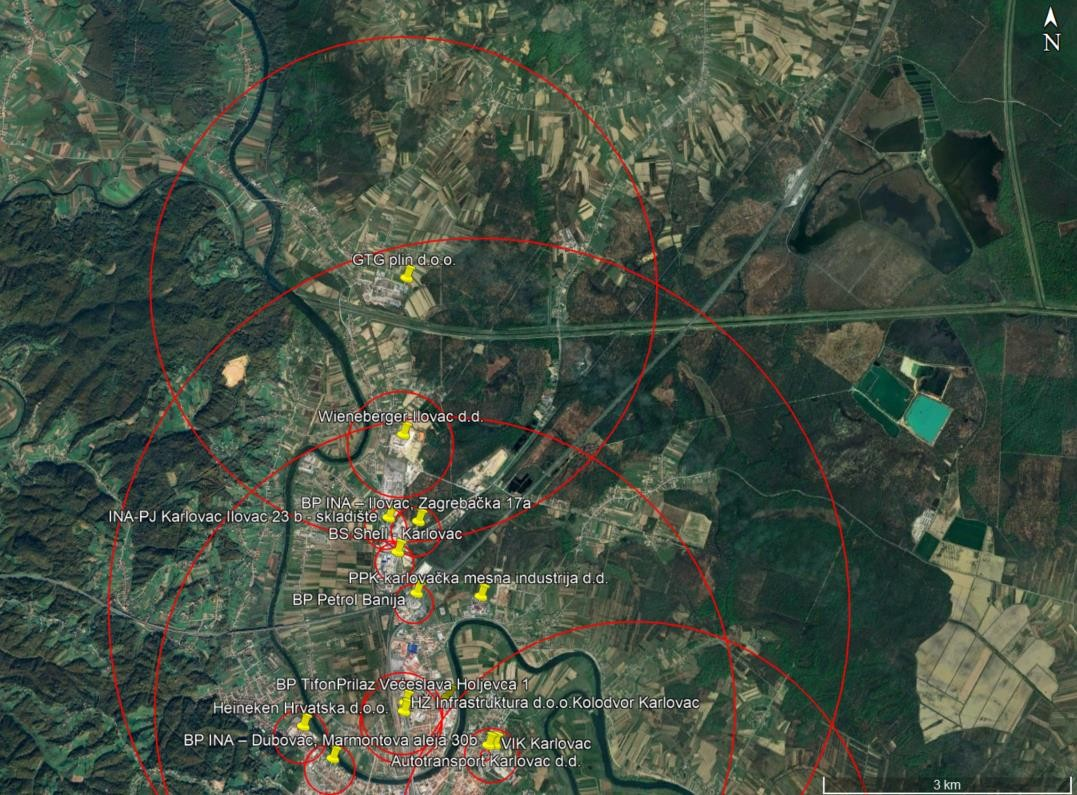 N
GTG plin d.o.o.
Wieneberger-Ilovac d.d.
BP INA – Ilovac, Zagrebačka 17a
INA-PJ Karlovac Ilovac 23 b - skladište
BS Shell - Karlovac
PPK-karlovačka mesna industrija d.d.
BP Petrol Banija
BP TifonPrilaz Većeslava Holjevca 1
HZ Infrastruktura d.o.o.Kolodvor Karlovac
Heineken Hrvatska d.o.o.
BP INA – Dubovac, Marmontova aleja 30b
VIK Karlovac
Autotransport Karlovac d.d.
3 km